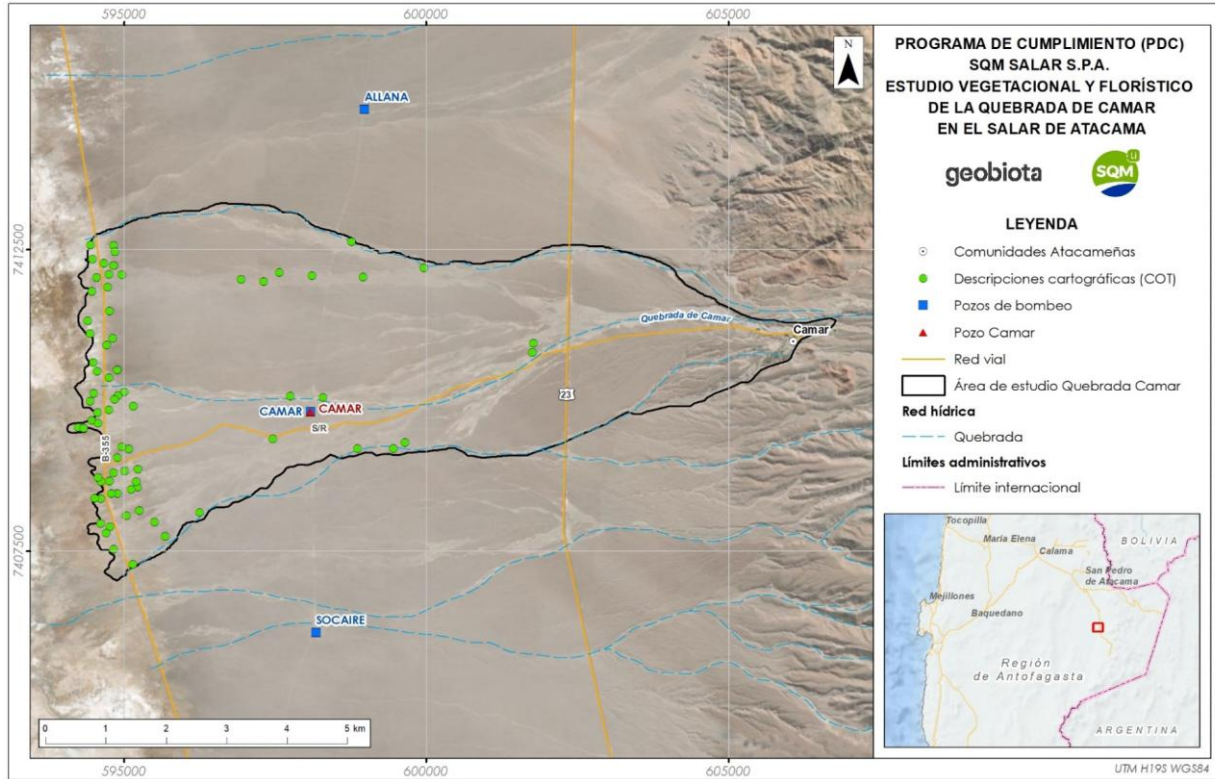 595000
600000
605000
7412500
7407500
ALLANA
Quebrada de Camar
Camar
CAMAR
CAMAR
S/R
23
B-355
SOCAIRE
0
1
2
3
4
5 km
595000
600000
605000
N
PROGRAMA DE CUMPLIMIENTO (PDC)
SQM SALAR S.P.A.
ESTUDIO VEGETACIONAL Y FLORÍSTICO
DE LA QUEBRADA DE CAMAR
EN EL SALAR DE ATACAMA
geobiota
SQM
LEYENDA
Comunidades Atacameñas
Descripciones cartográficas (COT)
Pozos de bombeo
Pozo Camar
Red vial
Área de estudio Quebrada Camar
Red hídrica
Quebrada
Límites administrativos
Límite internacional
Tocopilla
María Elena
Calama
BOLIVIA
San Pedro
de Atacama
Mejillones
Baquedano
Región
de Antofagasta
ARGENTINA
UTM H19S WGS84